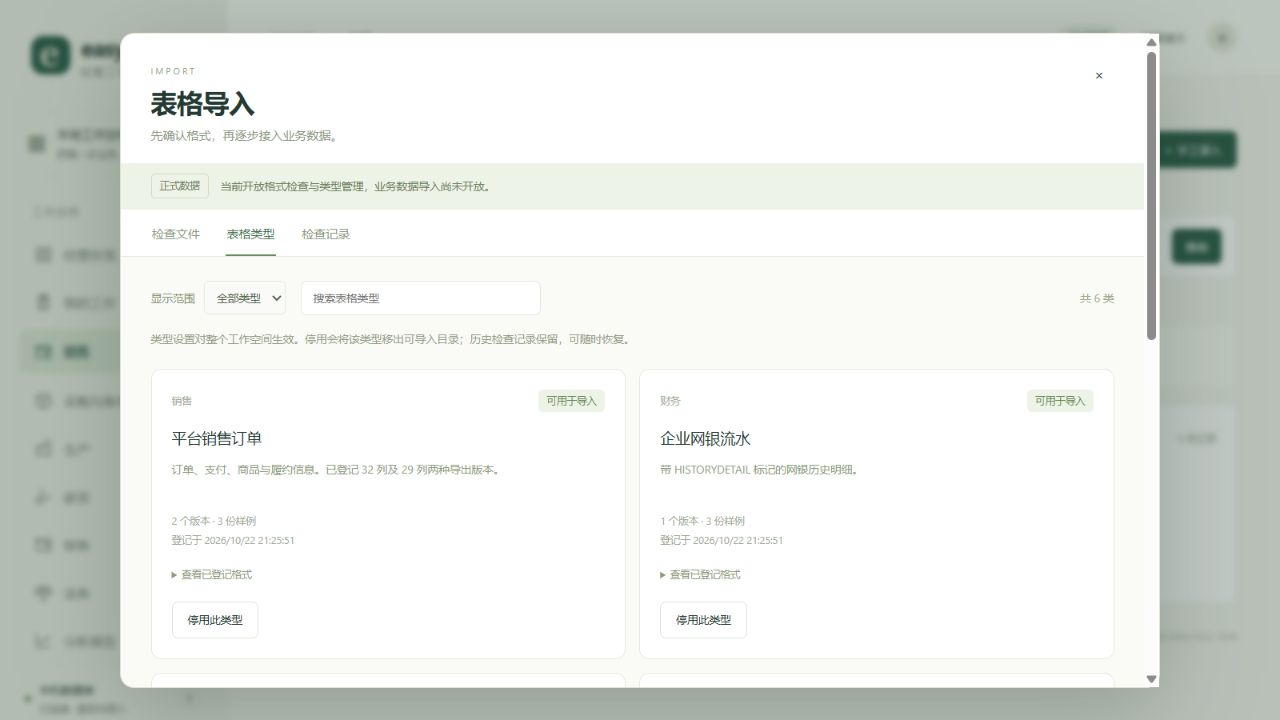 IMPORT
×
表格导入
先确认格式，再逐步接入业务数据。
正式数据 当前开放格式检查与类型管理，业务数据导入尚未开放。
检查文件 表格类型 检查记录
显示范围 全部类型 搜索表格类型 共 6 类
类型设置对整个工作空间生效。停用会将该类型移出可导入目录；历史检查记录保留，可随时恢复。
销售 可用于导入
平台销售订单
订单、支付、商品与履约信息。已登记 32 列及 29 列两种导出版本。
2 个版本 · 3 份样例
登记于 2026/10/22 21:25:51
查看已登记格式
停用此类型
财务 可用于导入
企业网银流水
带 HISTORYDETAIL 标记的网银历史明细。
1 个版本 · 3 份样例
登记于 2026/10/22 21:25:51
查看已登记格式
停用此类型